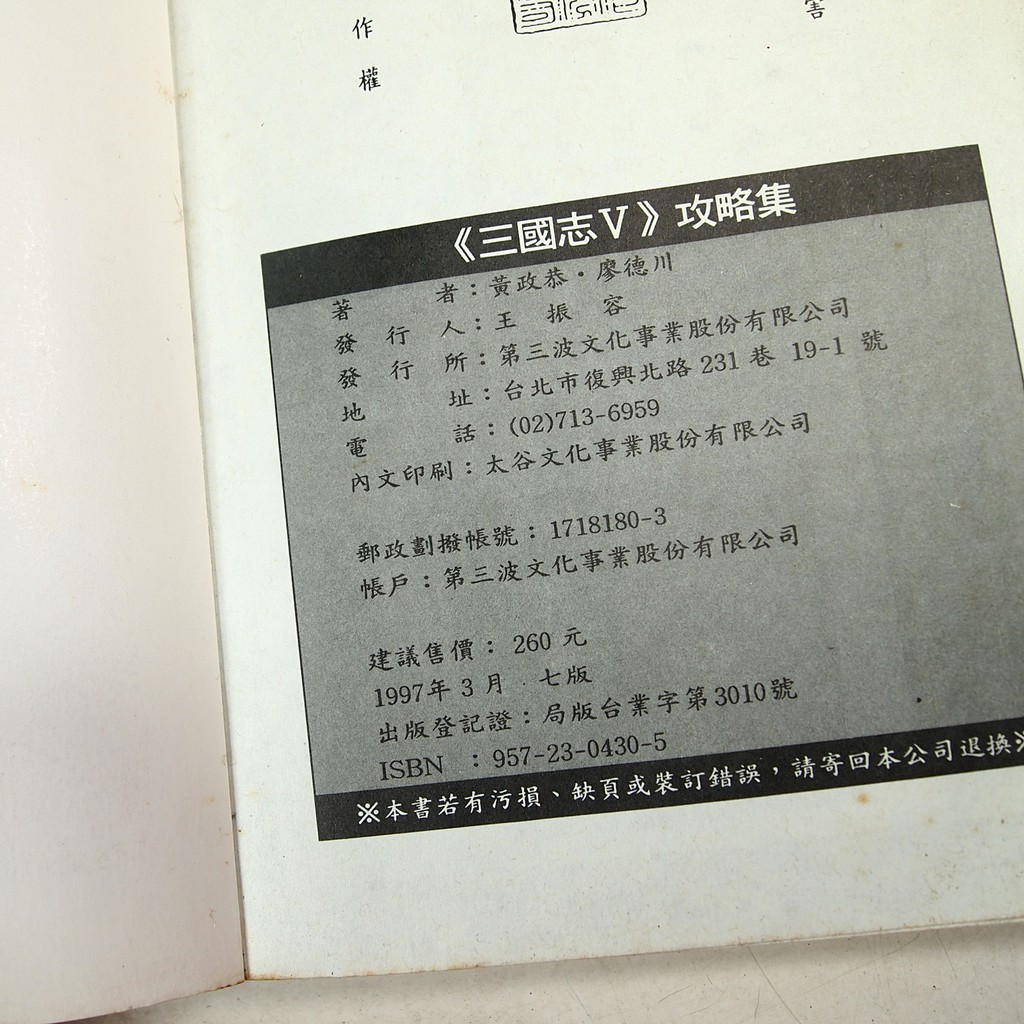 作權
害
《三國志Ⅴ》攻略集
著者：黃政恭・廖德川
發行人：王振容
發行所：第三波文化事業股份有限公司
地址：台北市復興北路 231 巷 19-1 號
電話：(02)713-6959
內文印刷：太谷文化事業股份有限公司
郵政劃撥帳號：1718180-3
帳戶：第三波文化事業股份有限公司
建議售價：260 元
1997年 3 月 七版
出版登記證：局版台業字第3010號
ISBN ：957-23-0430-5
※本書若有污損、缺頁或裝訂錯誤，請寄回本公司退換※